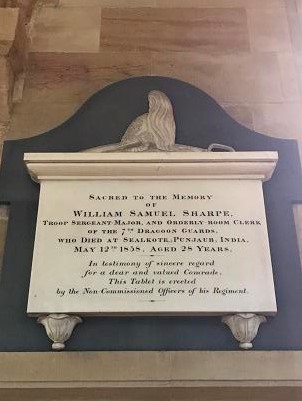 Sacred to the Memory
of
William Samuel Sharpe,
Troop Sergeant Major, and Orderly Room Clerk
of the 7th Dragoon Guards,
who Died at Sealkote, Punjaub, India,
May 12th 1858, Aged 28 Years.
In testimony of sincere regard
for a dear and valued Comrade,
This Tablet is erected
by the Non-Commissioned Officers of his Regiment.